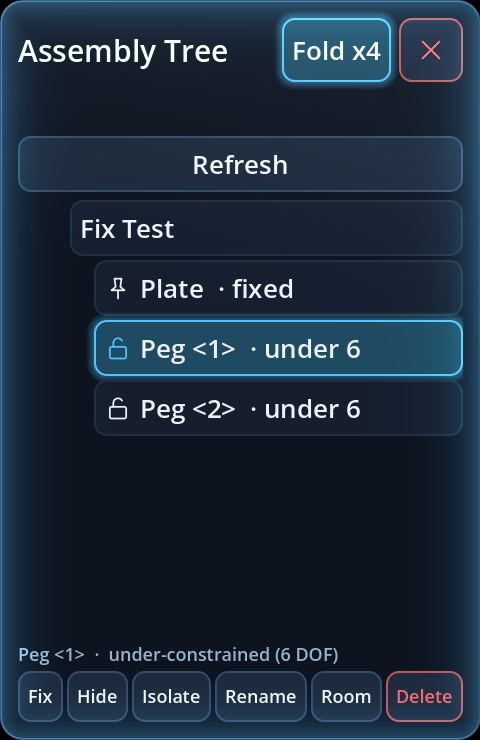 Assembly Tree
Fold x4
Refresh
Fix Test
Plate · fixed
Peg <1> · under 6
Peg <2> · under 6
Peg <1> · under-constrained (6 DOF)
Fix Hide Isolate Rename Room Delete